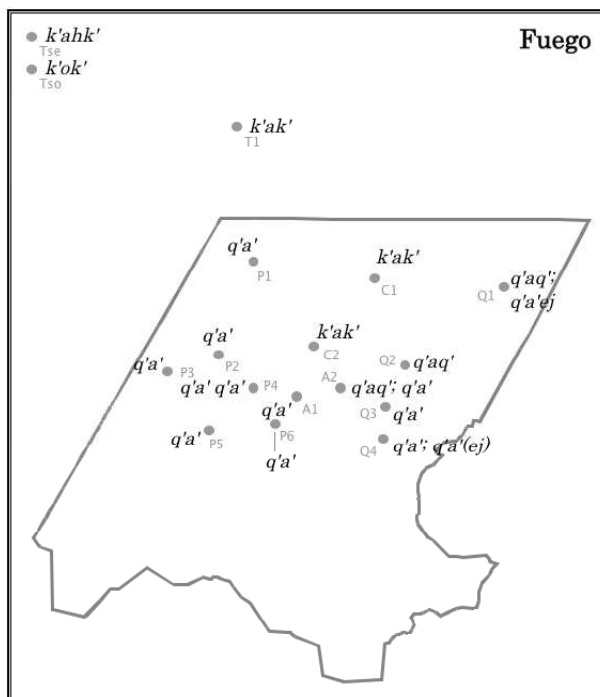 k'ahk' Fuego
Tse
k'ok'
Tso
k'ak'
T1
q'a'
P1
k'ak'
C1
q'aq';
Q1
q'a'ej
k'ak'
C2
q'a'
P2
q'a'
P3
Q2 q'aq'
q'a' q'a' P4
A2 q'aq'; q'a'
A1
Q3 q'a'
q'a'
q'a' P5
P6
Q4 q'a'; q'a'(ej)
q'a'